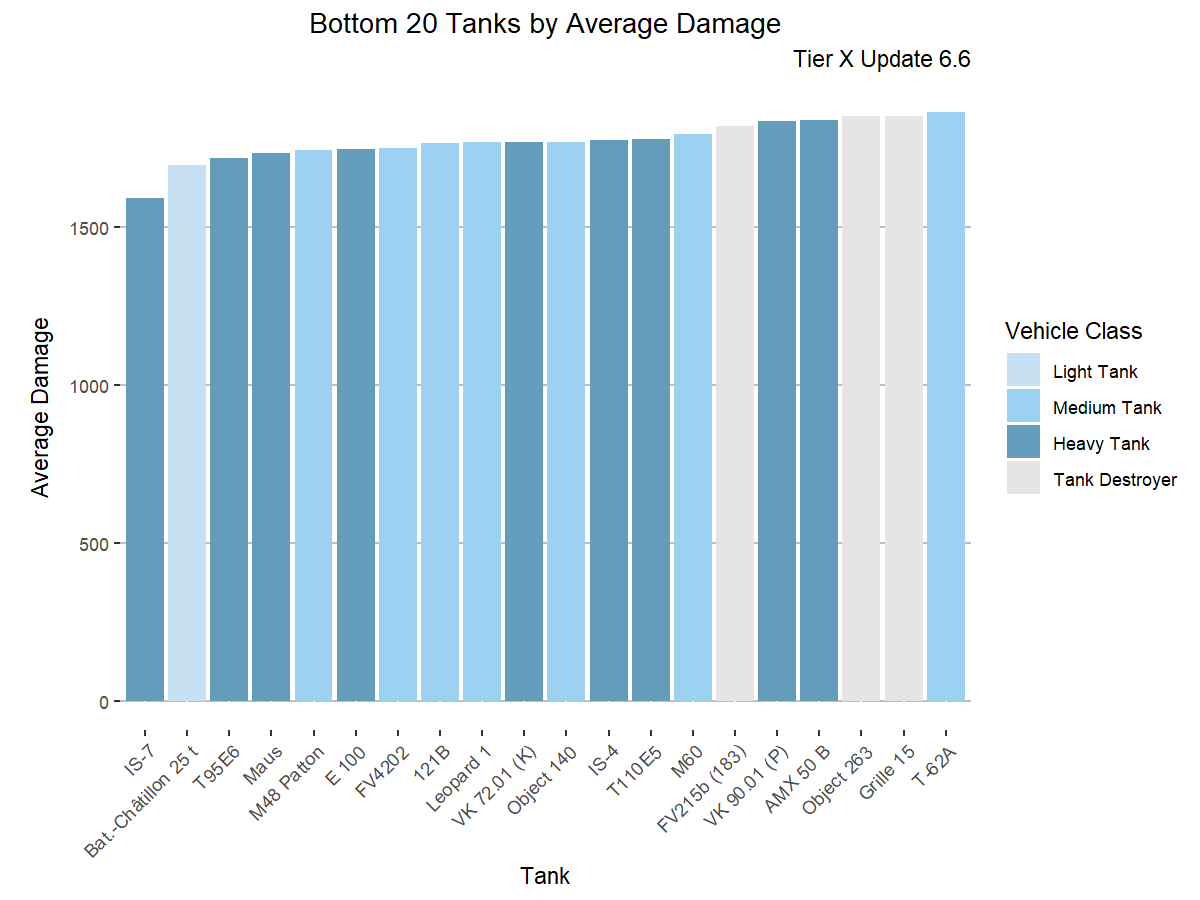 Bottom 20 Tanks by Average Damage
Tier X Update 6.6
Average Damage
1500
1000
500
0
IS-7
Bat.-Châtillon 25 t
T95E6
Maus
M48 Patton
E 100
FV4202
121B
Leopard 1
VK 72.01 (K)
Object 140
IS-4
T110E5
M60
FV215b (183)
VK 90.01 (P)
AMX 50 B
Object 263
Grille 15
T-62A
Tank
Vehicle Class
Light Tank
Medium Tank
Heavy Tank
Tank Destroyer